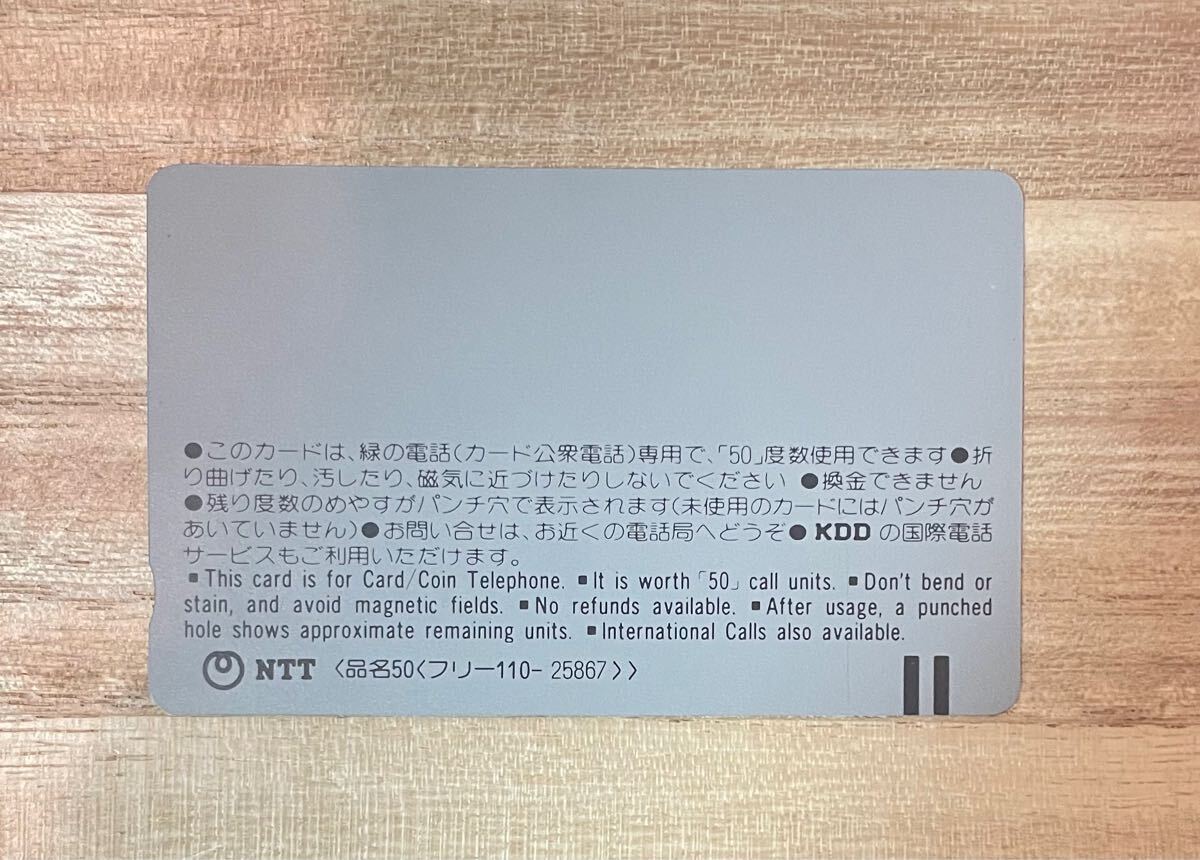 ●このカードは、緑の電話(カード公衆電話)専用で、「50」度数使用できます●折
り曲げたり、汚したり、磁気に近づけたりしないでください ●換金できません
●残り度数のめやすがパンチ穴で表示されます(未使用のカードにはパンチ穴が
あいていません)●お問い合せは、お近くの電話局へどうぞ● KDD の国際電話
サービスもご利用いただけます。
■ This card is for Card/Coin Telephone. ■ It is worth「50」call units. ■ Don't bend or
stain, and avoid magnetic fields. ■ No refunds available. ■ After usage, a punched
hole shows approximate remaining units. ■ International Calls also available.
NTT 〈品名50〈フリー110- 25867〉〉